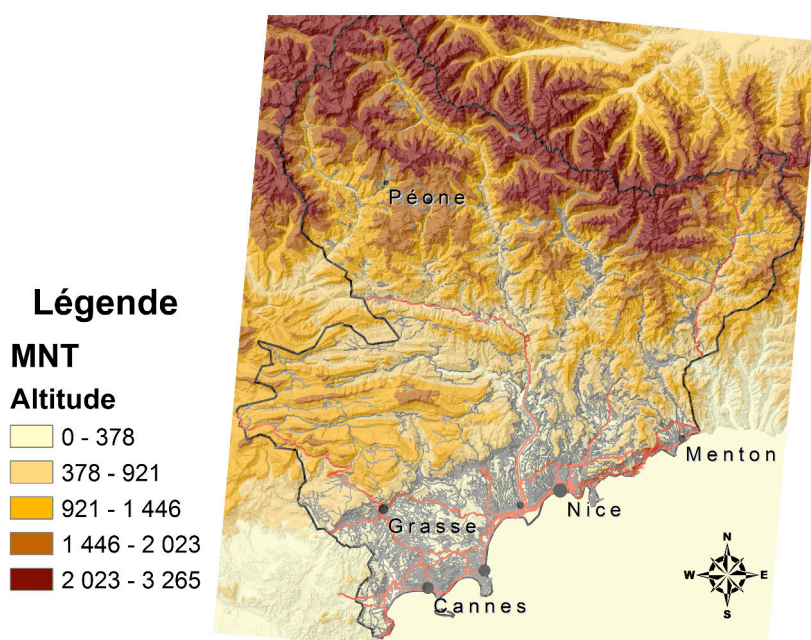 Péone
Légende
MNT
Altitude
0 - 378
378 - 921
921 - 1 446
1 446 - 2 023
2 023 - 3 265
Menton
Nice
Grasse
Cannes
N
W E
S